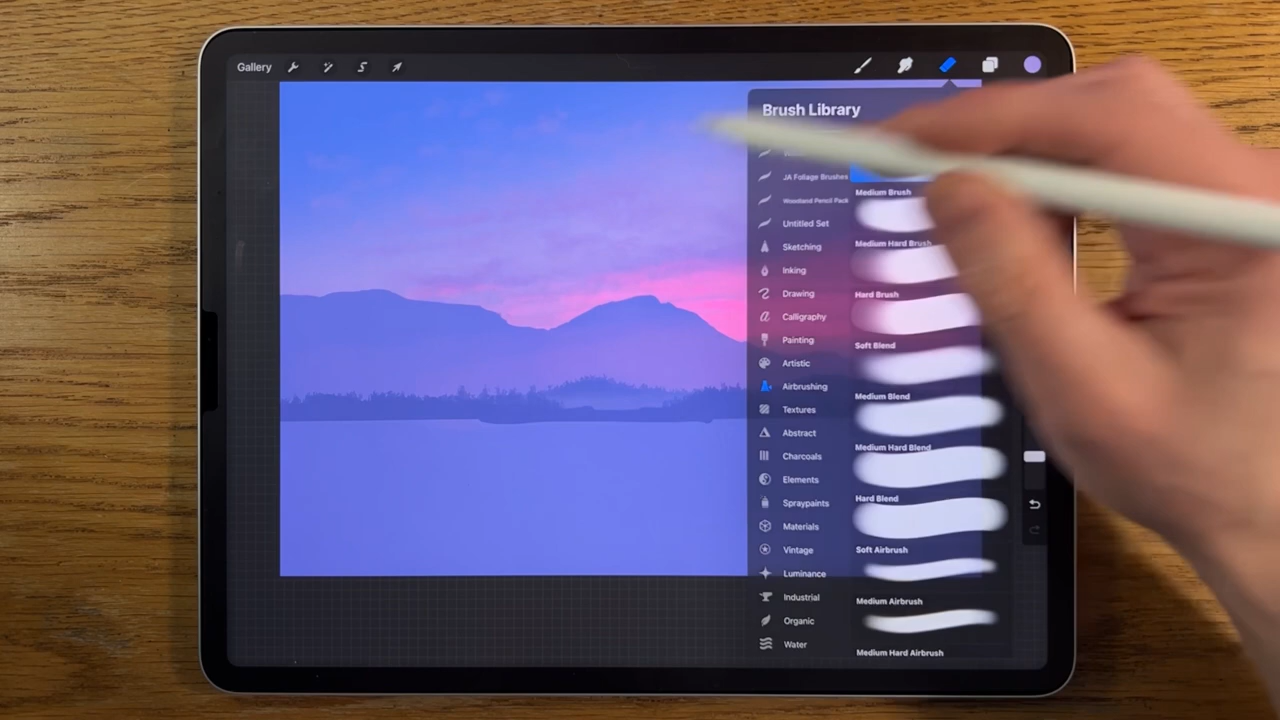 Gallery
Brush Library
JA Foliage Brushes
Woodland Pencil Pack
Untitled Set
Sketching
Inking
Drawing
Calligraphy
Painting
Artistic
Airbrushing
Textures
Abstract
Charcoals
Elements
Spraypaints
Materials
Vintage
Luminance
Industrial
Organic
Water
Medium Brush
Medium Hard Brush
Hard Brush
Soft Blend
Medium Blend
Medium Hard Blend
Hard Blend
Soft Airbrush
Medium Airbrush
Medium Hard Airbrush